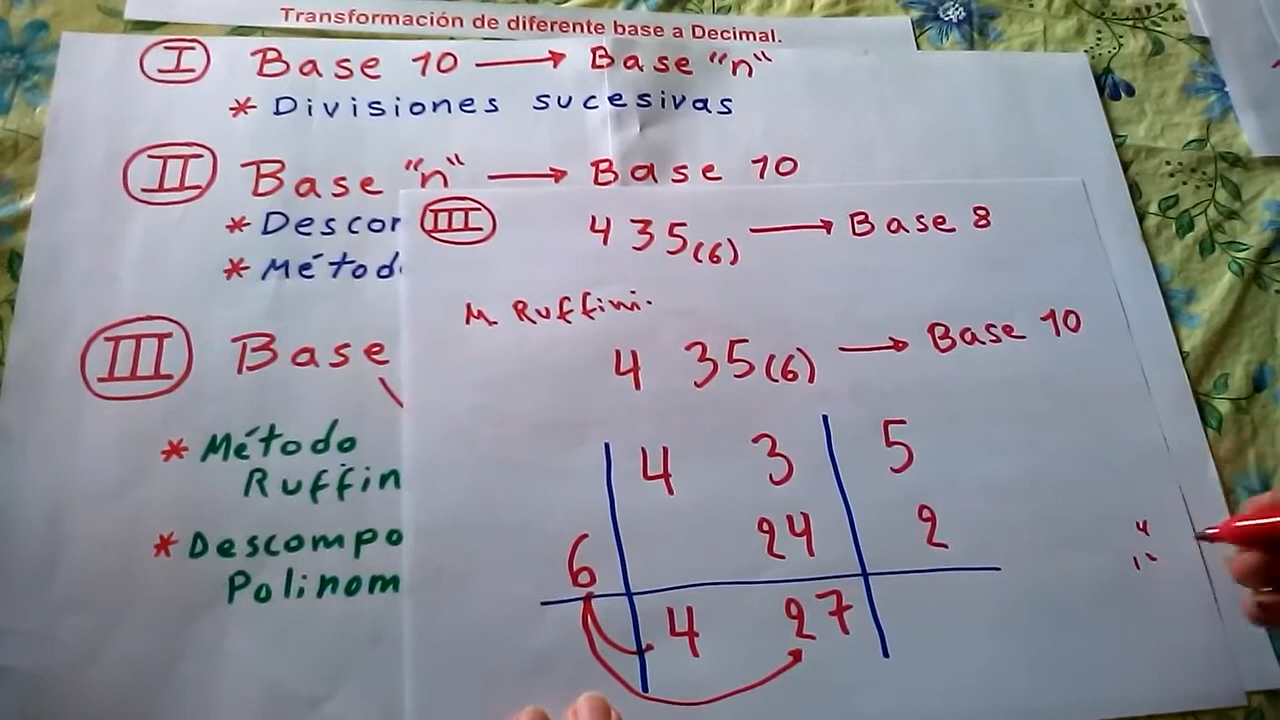 Transformación de diferente base a Decimal.
I Base 10 → Base "n"
* Divisiones sucesivas
II Base "n" → Base 10
* Descor
* Métod
III 435(6) → Base 8
M. Ruffini.
4 35(6) → Base 10
III Base
* Método
Ruffin
* Descompo
Polinom
4 3 5
24 2
6
4 27